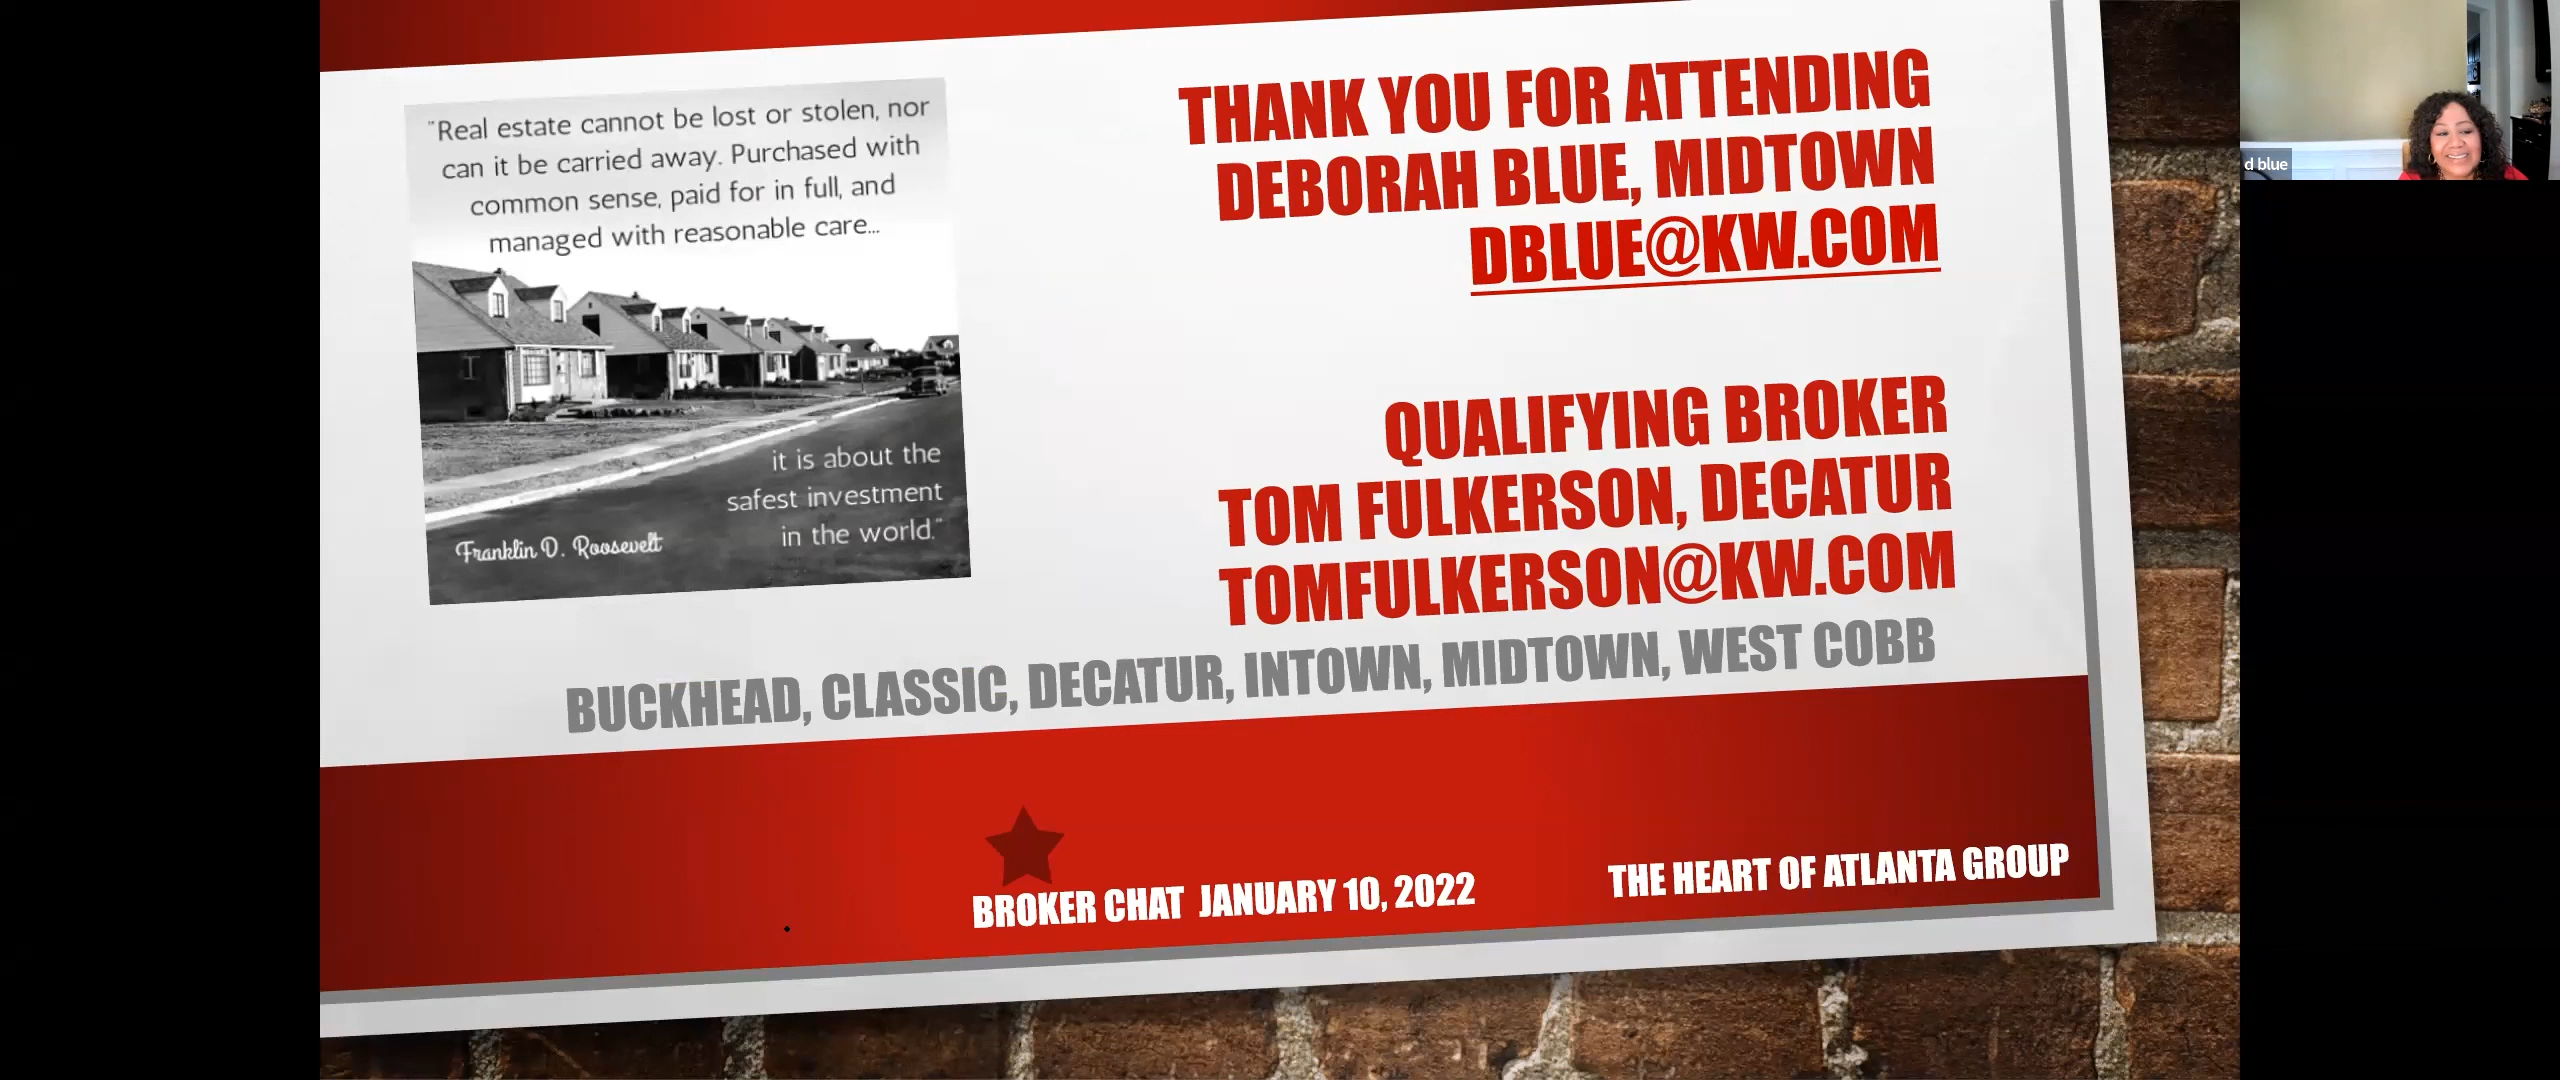 "Real estate cannot be lost or stolen, nor
can it be carried away. Purchased with
common sense, paid for in full, and
managed with reasonable care...
it is about the
safest investment
in the world."
Franklin D. Roosevelt
THANK YOU FOR ATTENDING
DEBORAH BLUE, MIDTOWN
DBLUE@KW.COM
QUALIFYING BROKER
TOM FULKERSON, DECATUR
TOMFULKERSON@KW.COM
BUCKHEAD, CLASSIC, DECATUR, INTOWN, MIDTOWN, WEST COBB
BROKER CHAT JANUARY 10, 2022
THE HEART OF ATLANTA GROUP
d blue